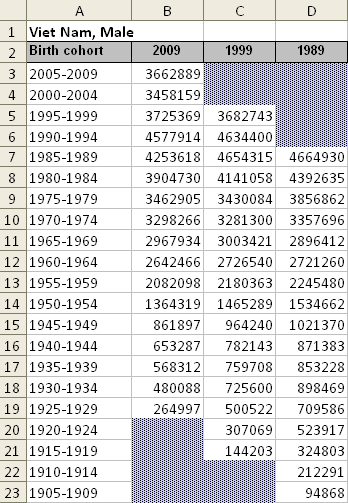 A B C D
1 Viet Nam, Male
2 Birth cohort 2009 1999 1989
3 2005-2009 3662889
4 2000-2004 3458159
5 1995-1999 3725369 3682743
6 1990-1994 4577914 4634400
7 1985-1989 4253618 4654315 4664930
8 1980-1984 3904730 4141058 4392635
9 1975-1979 3462905 3430084 3856862
10 1970-1974 3298266 3281300 3357696
11 1965-1969 2967934 3003421 2896412
12 1960-1964 2642466 2726540 2721260
13 1955-1959 2082098 2180363 2245480
14 1950-1954 1364319 1465289 1534662
15 1945-1949 861897 964240 1021370
16 1940-1944 653287 782143 871383
17 1935-1939 568312 759708 853228
18 1930-1934 480088 725600 898469
19 1925-1929 264997 500522 709586
20 1920-1924 307069 523917
21 1915-1919 144203 324803
22 1910-1914 212291
23 1905-1909 94868